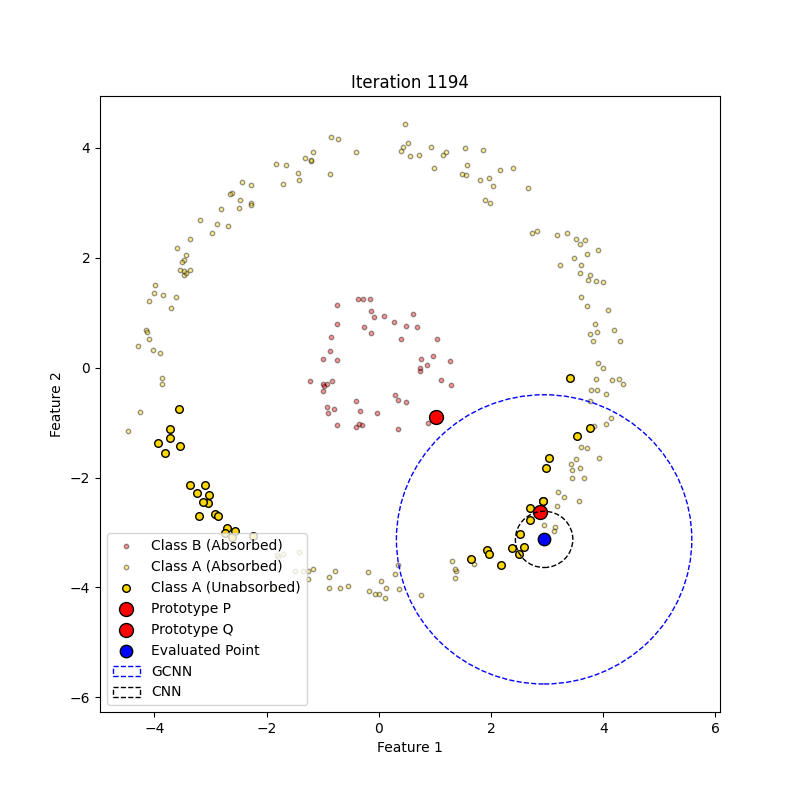 Iteration 1194
Feature 2
4
2
0
−2
−4
−6
Class B (Absorbed)
Class A (Absorbed)
Class A (Unabsorbed)
Prototype P
Prototype Q
Evaluated Point
GCNN
CNN
−4 −2 0 2 4 6
Feature 1